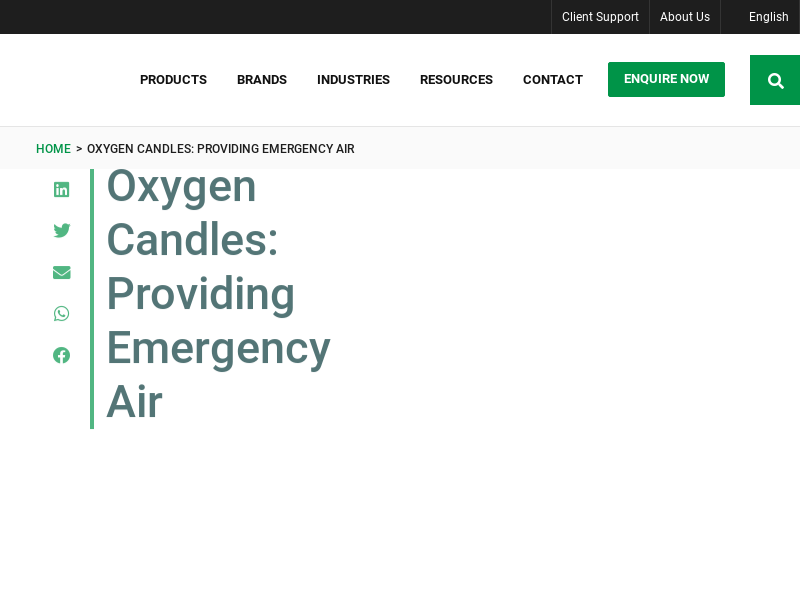 Client Support About Us English
PRODUCTS BRANDS INDUSTRIES RESOURCES CONTACT ENQUIRE NOW
HOME > OXYGEN CANDLES: PROVIDING EMERGENCY AIR
Oxygen
Candles:
Providing
Emergency
Air